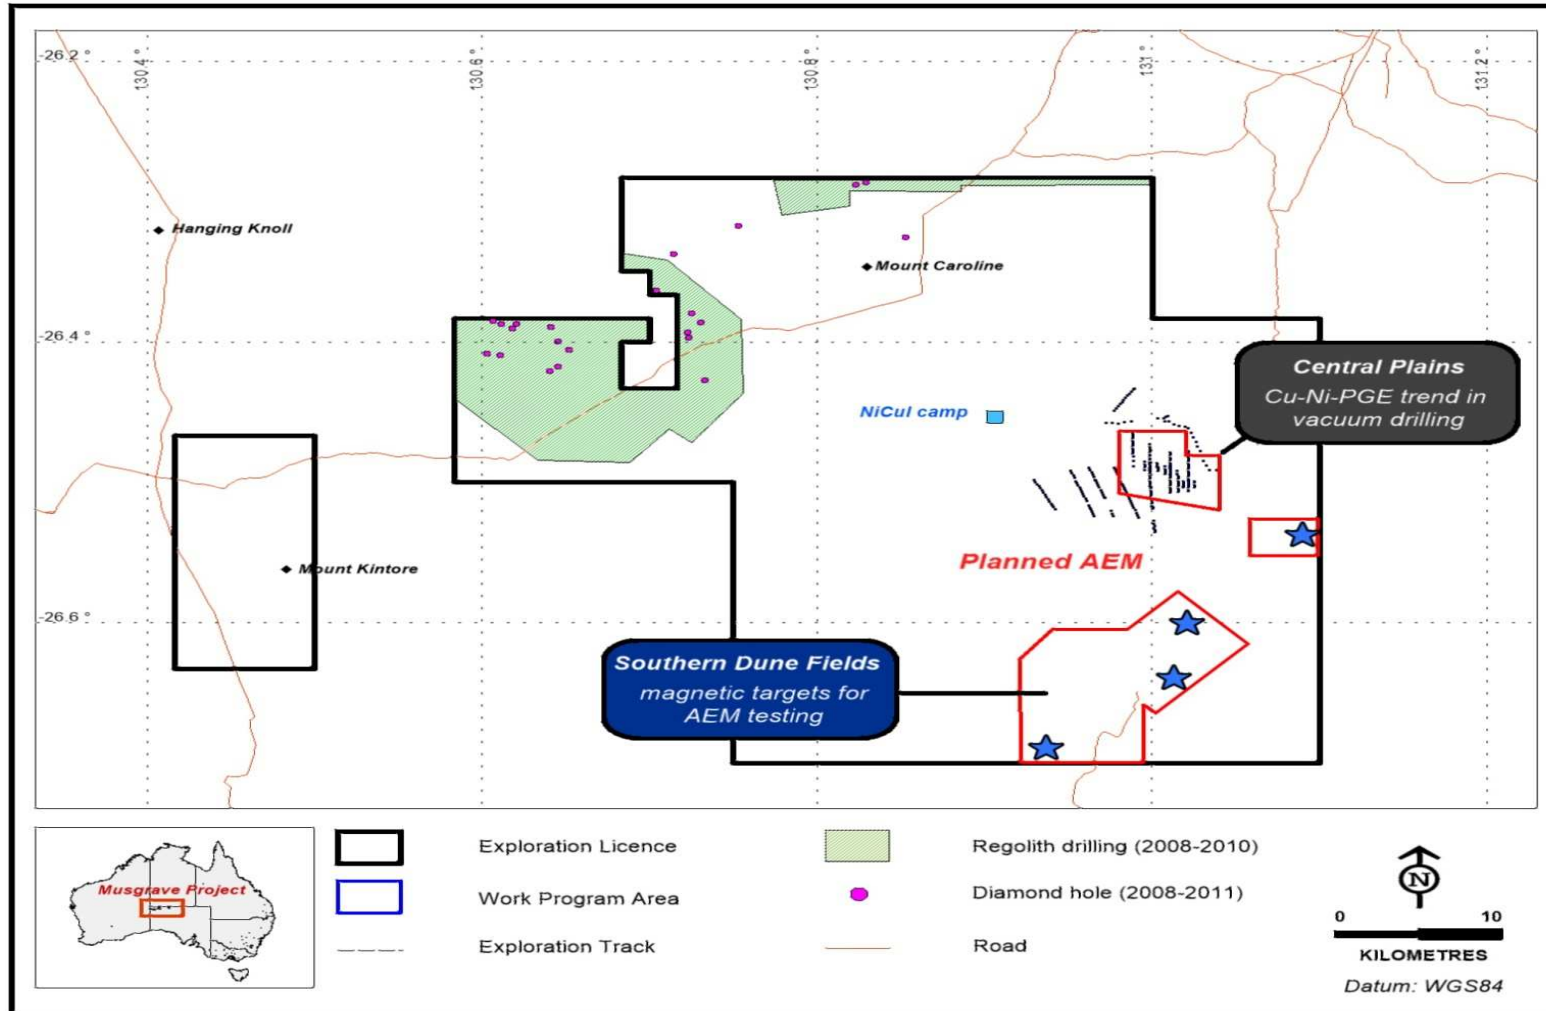 -26.2°
130.4°
130.6°
130.8°
131°
131.2°
Hanging Knoll
Mount Caroline
-26.4°
Central Plains
Cu-Ni-PGE trend in
vacuum drilling
NiCul camp
Planned AEM
Mount Kintore
-26.6°
Southern Dune Fields
magnetic targets for
AEM testing
Musgrave Project
Exploration Licence
Work Program Area
Exploration Track
Regolith drilling (2008-2010)
Diamond hole (2008-2011)
Road
N
0 10
KILOMETRES
Datum: WGS84